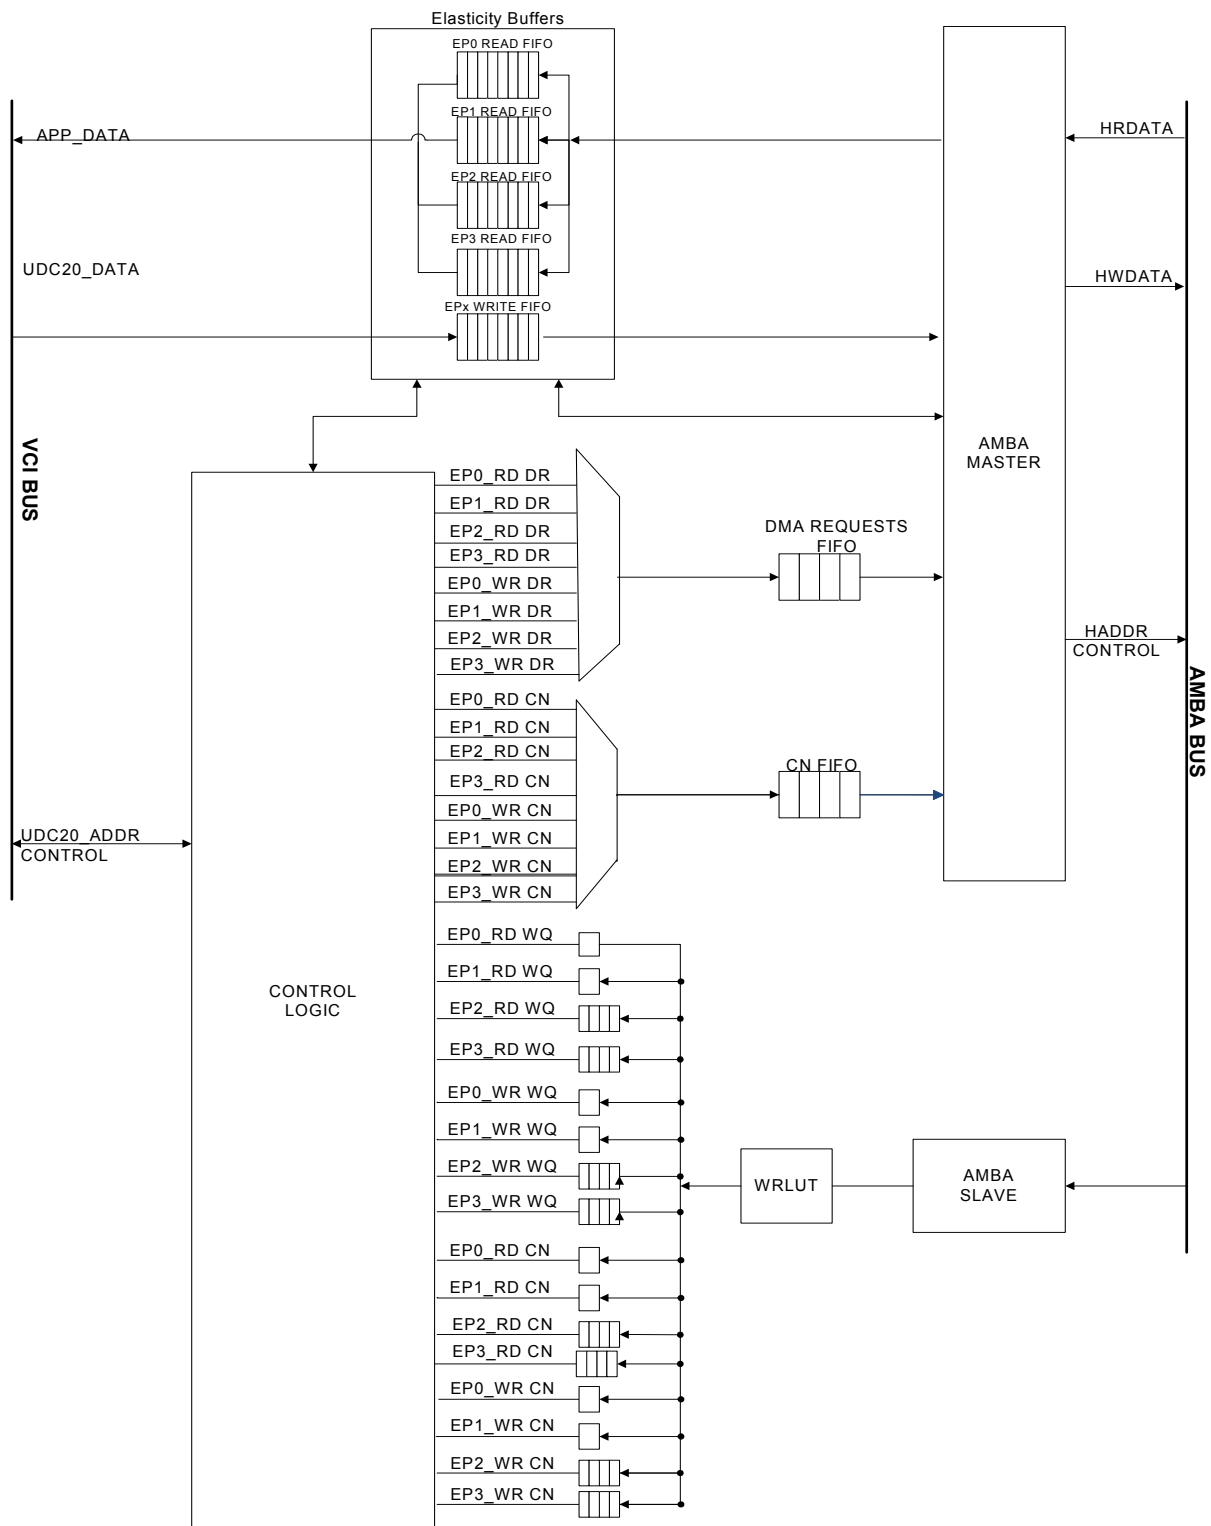 Elasticity Buffers
EP0 READ FIFO
EP1 READ FIFO
APP_DATA
HRDATA
EP2 READ FIFO
EP3 READ FIFO
UDC20_DATA
HWDATA
EPx WRITE FIFO
VCI BUS
AMBA
MASTER
EP0_RD DR
EP1_RD DR
EP2_RD DR
EP3_RD DR
EP0_WR DR
EP1_WR DR
EP2_WR DR
EP3_WR DR
DMA REQUESTS
FIFO
HADDR
CONTROL
AMBA BUS
EP0_RD CN
EP1_RD CN
EP2_RD CN
EP3_RD CN
EP0_WR CN
EP1_WR CN
EP2_WR CN
EP3_WR CN
CN FIFO
UDC20_ADDR
CONTROL
CONTROL
LOGIC
EP0_RD WQ
EP1_RD WQ
EP2_RD WQ
EP3_RD WQ
EP0_WR WQ
EP1_WR WQ
EP2_WR WQ
EP3_WR WQ
WRLUT
AMBA
SLAVE
EP0_RD CN
EP1_RD CN
EP2_RD CN
EP3_RD CN
EP0_WR CN
EP1_WR CN
EP2_WR CN
EP3_WR CN